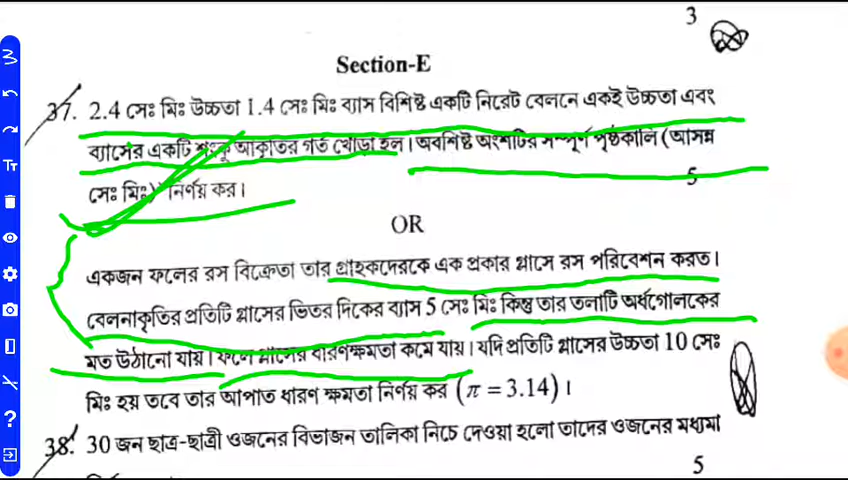 3
Section-E
37. 2.4 সেঃ মিঃ উচ্চতা 1.4 সেঃ মিঃ ব্যাস বিশিষ্ট একটি নিরেট বেলনে একই উচ্চতা এবং
ব্যাসের একটি শংকু আকৃতির গর্ত খোঁড়া হল। অবশিষ্ট অংশটির সম্পূর্ণ পৃষ্ঠকালি (আসন্ন
সেঃ মিঃ) নির্ণয় কর।
5
OR
একজন ফলের রস বিক্রেতা তার গ্রাহকদেরকে এক প্রকার গ্লাসে রস পরিবেশন করত।
বেলনাকৃতির প্রতিটি গ্লাসের ভিতর দিকের ব্যাস 5 সেঃ মিঃ কিন্তু তার তলাটি অর্ধগোলকের
মত উঠানো যায়। ফলে গ্লাসের ধারণক্ষমতা কমে যায়। যদি প্রতিটি গ্লাসের উচ্চতা 10 সেঃ
মিঃ হয় তবে তার আপাত ধারণ ক্ষমতা নির্ণয় কর (π = 3.14)।
38. 30 জন ছাত্র-ছাত্রী ওজনের বিভাজন তালিকা নিচে দেওয়া হলো তাদের ওজনের মধ্যমা
5